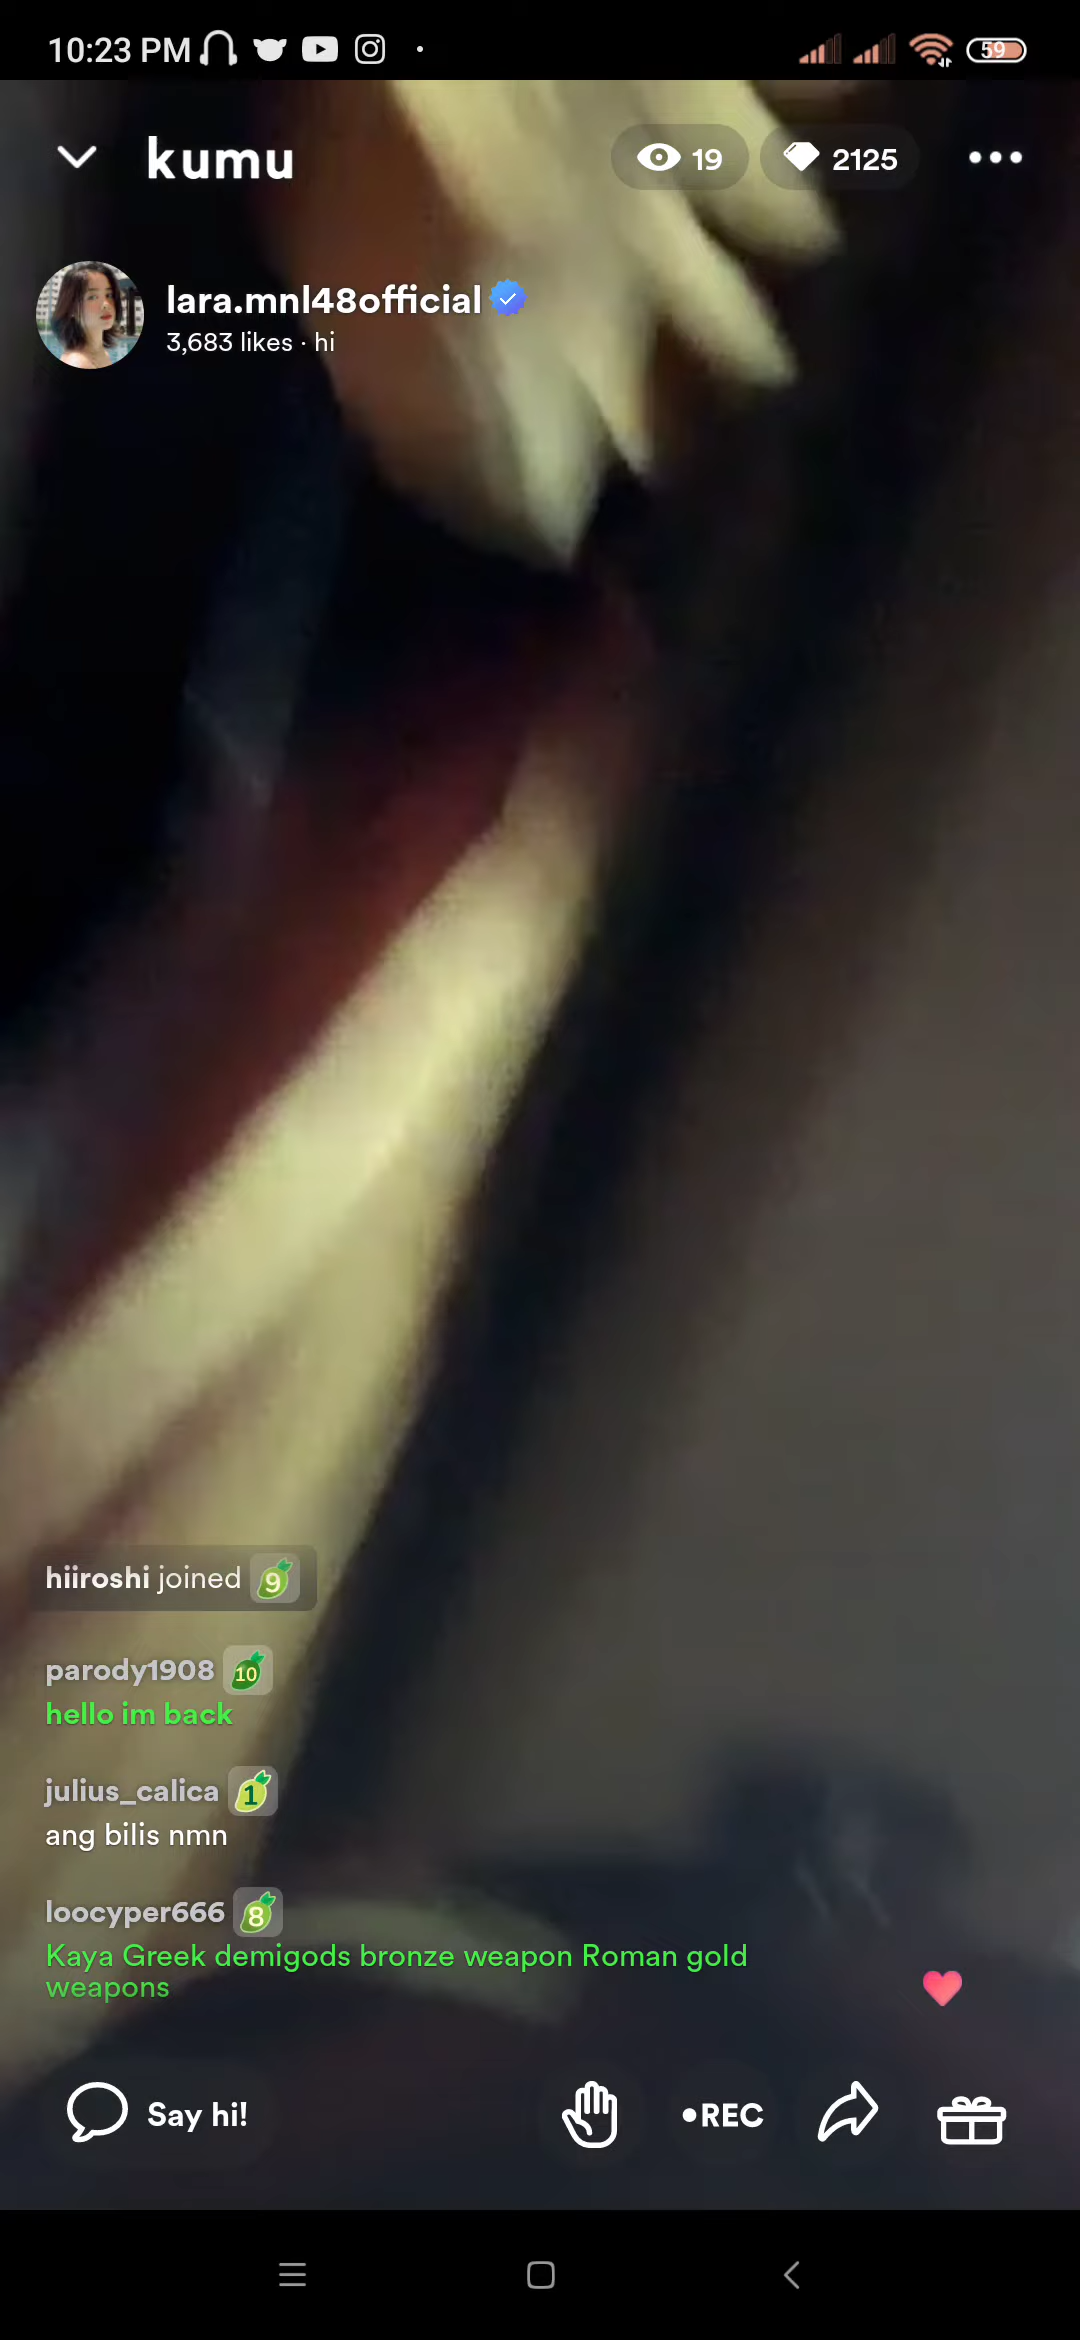 10:23 PM
59
kumu
19
2125
lara.mnl48official
3,683 likes · hi
hiiroshi joined 9
parody1908 10
hello im back
julius_calica 1
ang bilis nmn
loocyper666 8
Kaya Greek demigods bronze weapon Roman gold
weapons
Say hi!
•REC